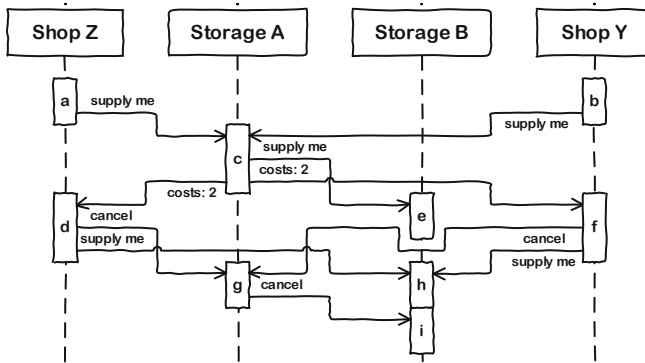 Shop Z
Storage A
Storage B
Shop Y
a
b
supply me
supply me
c
supply me
costs: 2
costs: 2
d
e
f
cancel
cancel
supply me
supply me
g
cancel
h
i